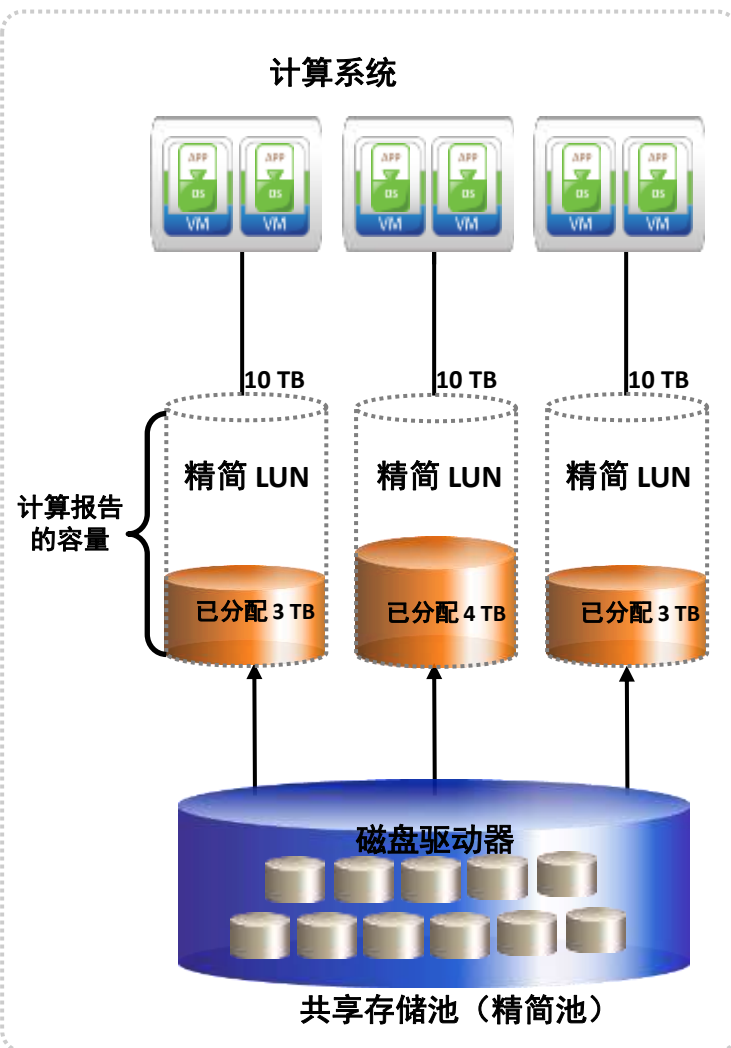 计算系统
APP APP APP APP APP APP
OS OS OS OS OS OS
VM VM VM VM VM VM
10 TB 10 TB 10 TB
精简 LUN 精简 LUN 精简 LUN
计算报告
的容量
已分配 3 TB 已分配 4 TB 已分配 3 TB
磁盘驱动器
共享存储池（精简池）